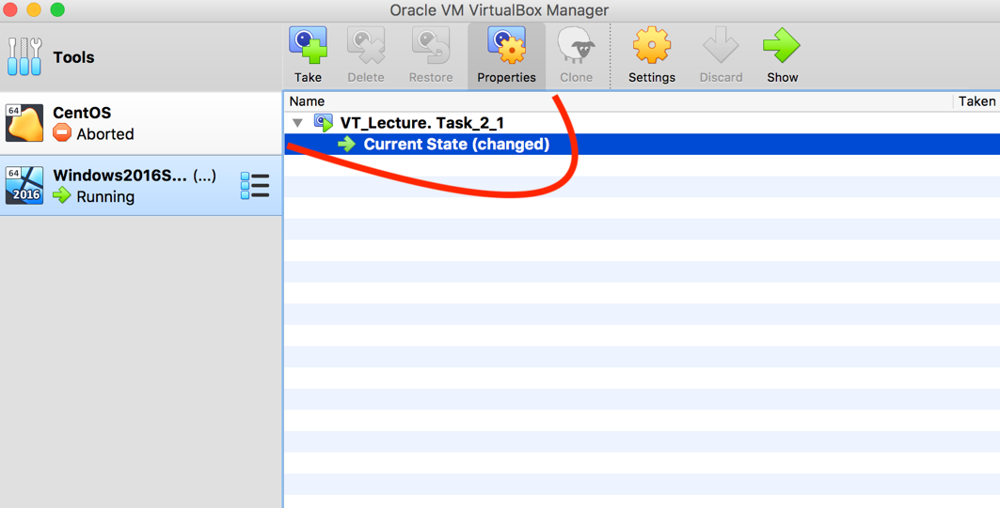 Oracle VM VirtualBox Manager
Tools
Take Delete Restore Properties Clone Settings Discard Show
Name Taken
64 CentOS
Aborted
64 2016 Windows2016S... (...)
Running
VT_Lecture. Task_2_1
Current State (changed)